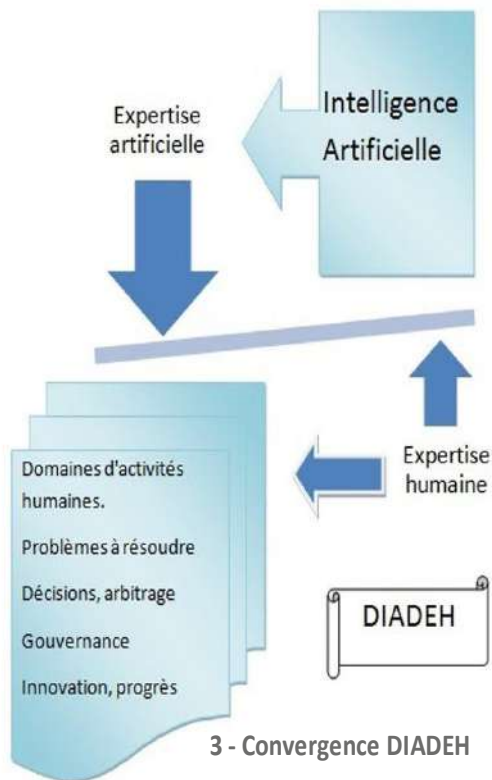 Intelligence
Artificielle
Expertise
artificielle
Expertise
humaine
Domaines d'activités
humaines.
Problèmes à résoudre
Décisions, arbitrage
Gouvernance
Innovation, progrès
DIADEH
3 - Convergence DIADEH